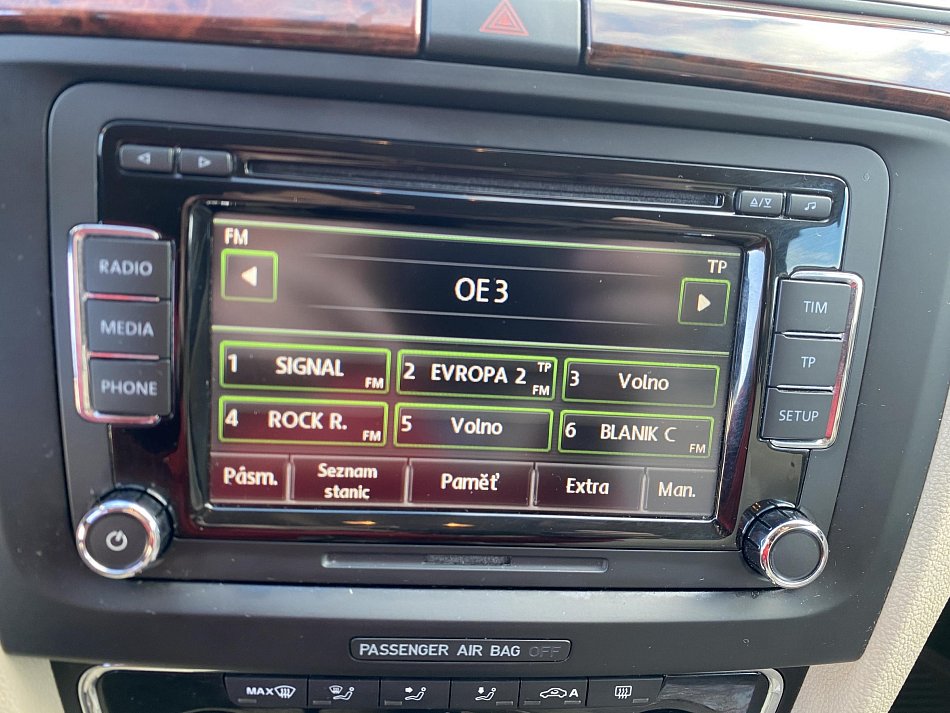 FM
TP
OE3
RADIO
MEDIA
PHONE
TIM
TP
SETUP
1 SIGNAL FM
2 EVROPA 2 TP FM
3 Volno
4 ROCK R. FM
5 Volno
6 BLANIK C FM
Pásm.
Seznam
stanic
Paměť
Extra
Man.
PASSENGER AIR BAG OFF
MAX
A